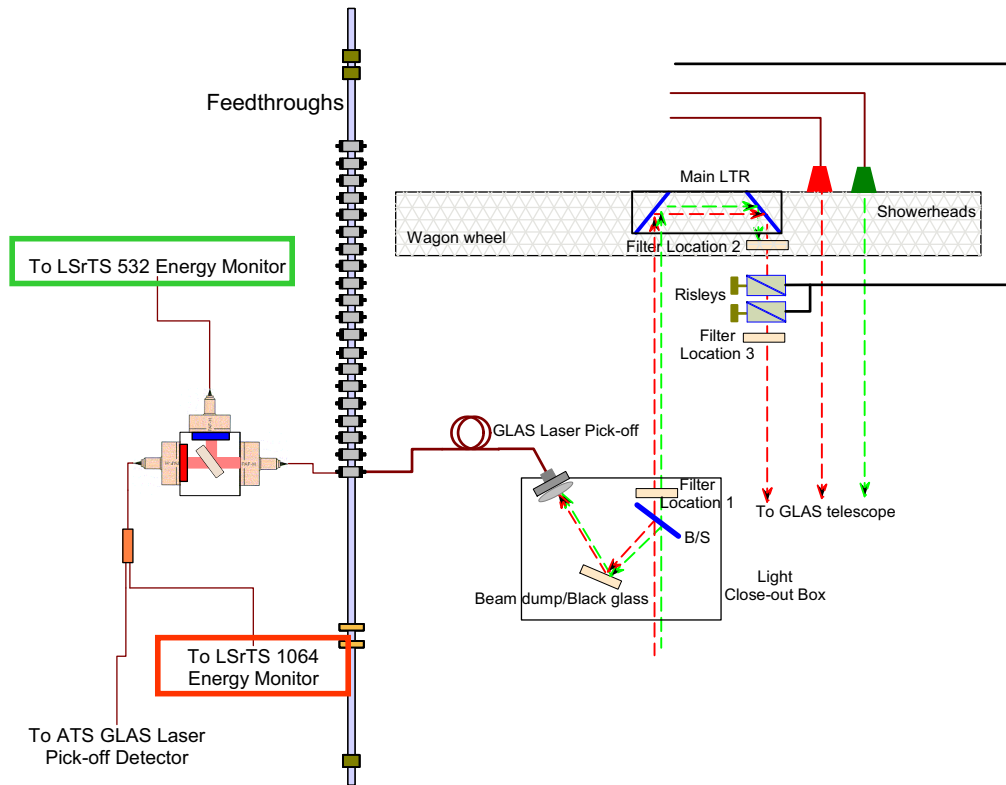 Feedthroughs
Main LTR
Showerheads
Wagon wheel
Filter Location 2
To LSrTS 532 Energy Monitor
Risleys
Filter
Location 3
GLAS Laser Pick-off
Filter
Location 1
To GLAS telescope
B/S
Light
Close-out Box
Beam dump/Black glass
To LSrTS 1064
Energy Monitor
To ATS GLAS Laser
Pick-off Detector